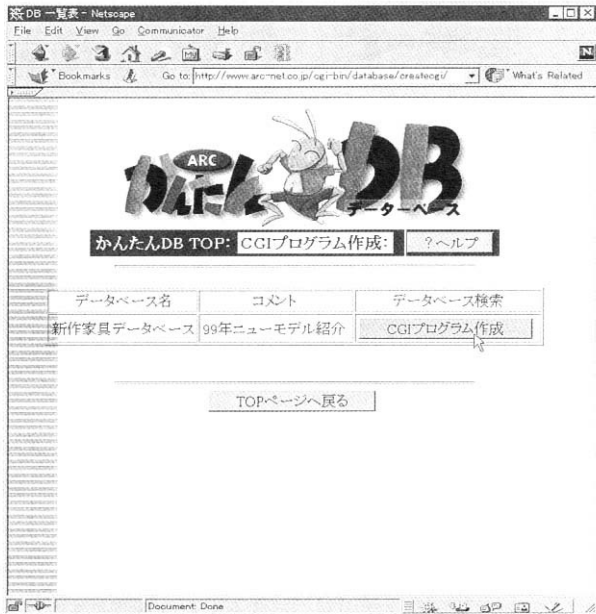 DB 一覧表 - Netscape
File Edit View Go Communicator Help
Bookmarks Go to: http://www.arc-net.co.jp/cgi-bin/database/createcgi/ What's Related
N
ARC
かんたんDB
データーベース
かんたんDB TOP: CGIプログラム作成: ?ヘルプ
データベース名 コメント データベース検索
新作家具データベース 99年ニューモデル紹介 CGIプログラム作成
TOPページへ戻る
Document: Done